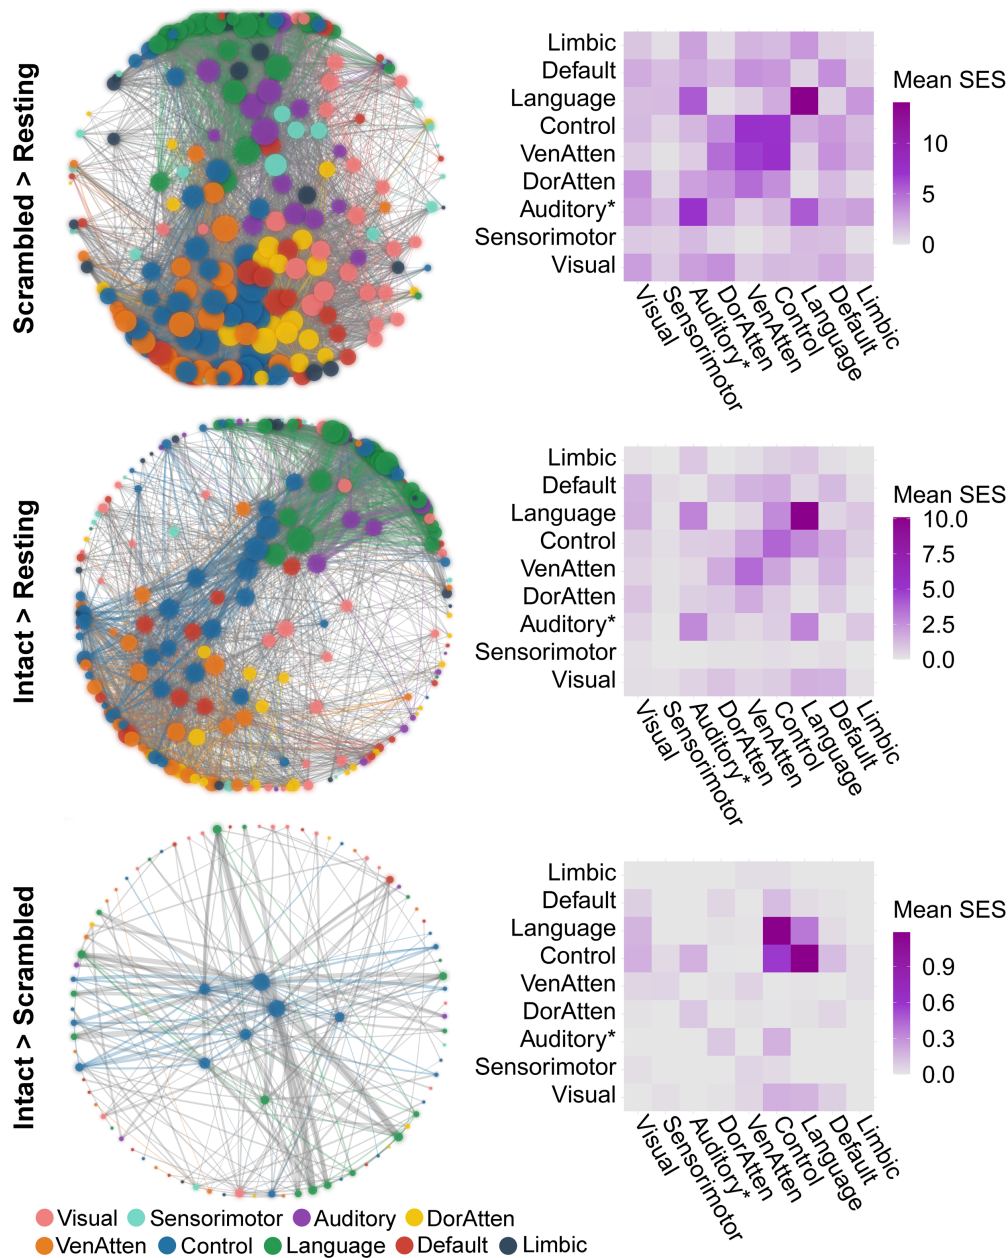 Scrambled > Resting
Limbic
Default
Language
Control
VenAtten
DorAtten
Auditory*
Sensorimotor
Visual
Visual
Sensorimotor
Auditory*
DorAtten
VenAtten
Control
Language
Default
Limbic
Mean SES
10
5
0
Intact > Resting
Limbic
Default
Language
Control
VenAtten
DorAtten
Auditory*
Sensorimotor
Visual
Visual
Sensorimotor
Auditory*
DorAtten
VenAtten
Control
Language
Default
Limbic
Mean SES
10.0
7.5
5.0
2.5
0.0
Intact > Scrambled
Limbic
Default
Language
Control
VenAtten
DorAtten
Auditory*
Sensorimotor
Visual
Visual
Sensorimotor
Auditory*
DorAtten
VenAtten
Control
Language
Default
Limbic
Mean SES
0.9
0.6
0.3
0.0
Visual Sensorimotor Auditory DorAtten
VenAtten Control Language Default Limbic